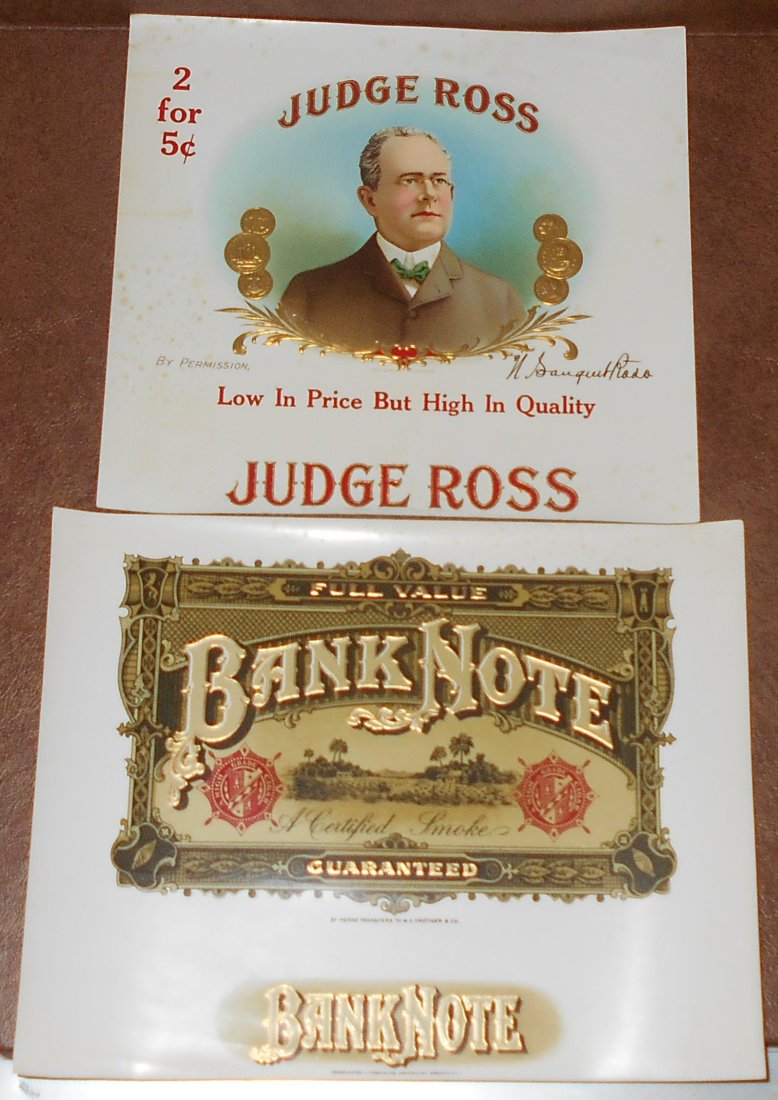 2
for
5¢
JUDGE ROSS
BY PERMISSION,
Low In Price But High In Quality
JUDGE ROSS
FULL VALUE
BANK NOTE
A Certified Smoke
GUARANTEED
BANK NOTE